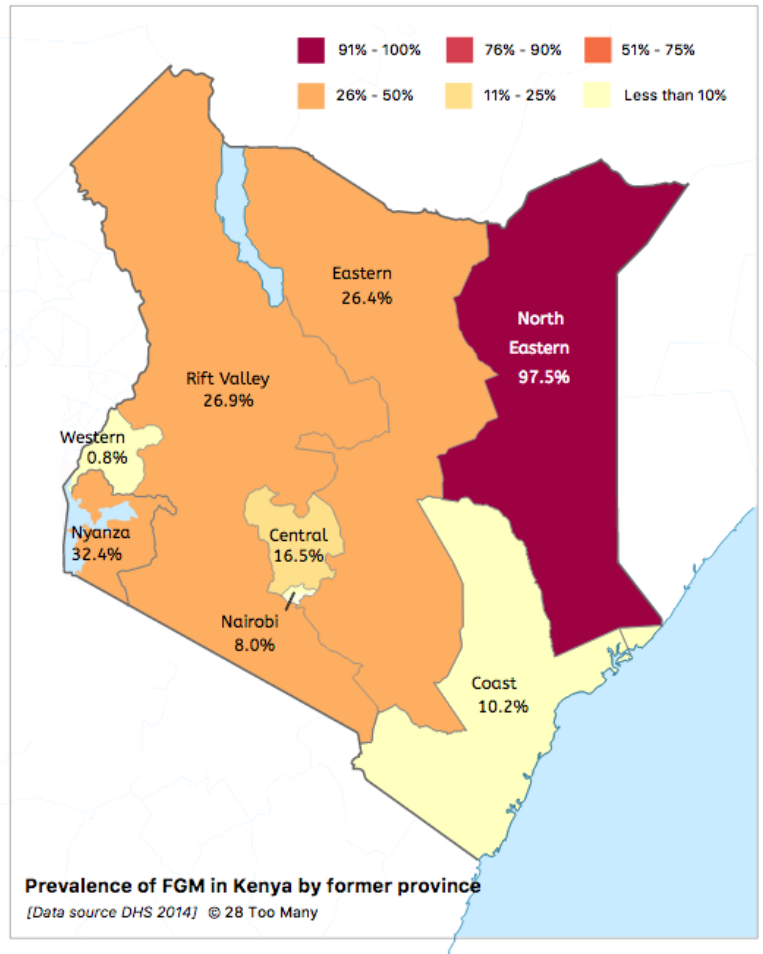 91% - 100%
76% - 90%
51% - 75%
26% - 50%
11% - 25%
Less than 10%
Eastern
26.4%
North
Eastern
97.5%
Rift Valley
26.9%
Western
0.8%
Nyanza
32.4%
Central
16.5%
Nairobi
8.0%
Coast
10.2%
Prevalence of FGM in Kenya by former province
[Data source DHS 2014] © 28 Too Many